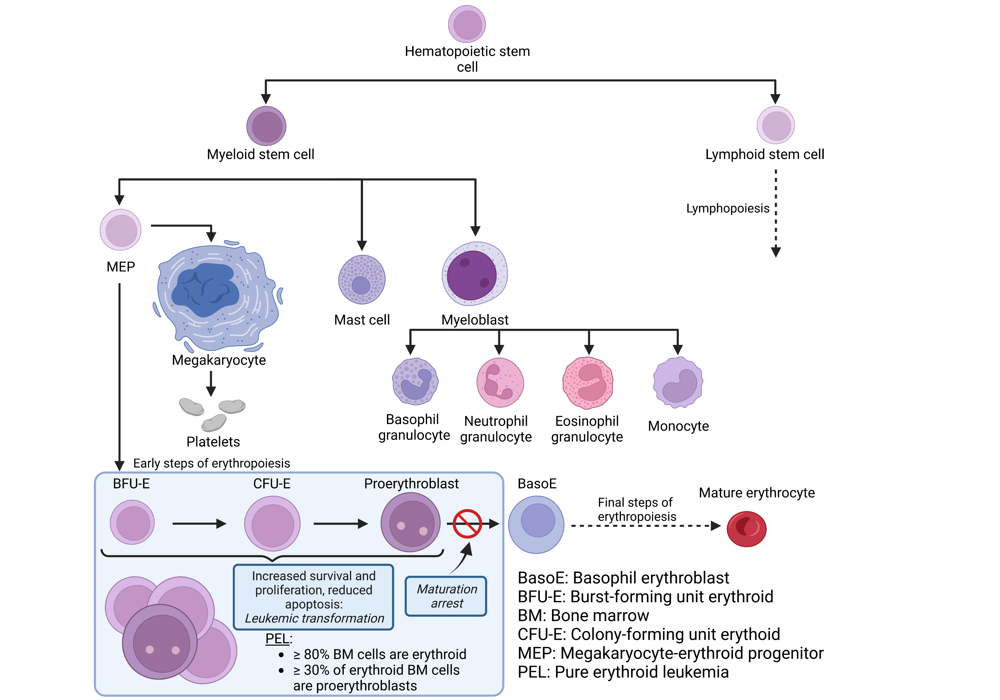 Hematopoietic stem
cell
Myeloid stem cell
Lymphoid stem cell
Lymphopoiesis
MEP
Mast cell
Myeloblast
Megakaryocyte
Basophil
granulocyte
Neutrophil
granulocyte
Eosinophil
granulocyte
Monocyte
Platelets
Early steps of erythropoiesis
BFU-E
CFU-E
Proerythroblast
BasoE
Final steps of
erythropoiesis
Mature erythrocyte
Increased survival and
proliferation, reduced
apoptosis:
Leukemic transformation
Maturation
arrest
PEL:
• ≥ 80% BM cells are erythroid
• ≥ 30% of erythroid BM cells
are proerythroblasts
BasoE: Basophil erythroblast
BFU-E: Burst-forming unit erythroid
BM: Bone marrow
CFU-E: Colony-forming unit erythoid
MEP: Megakaryocyte-erythroid progenitor
PEL: Pure erythroid leukemia